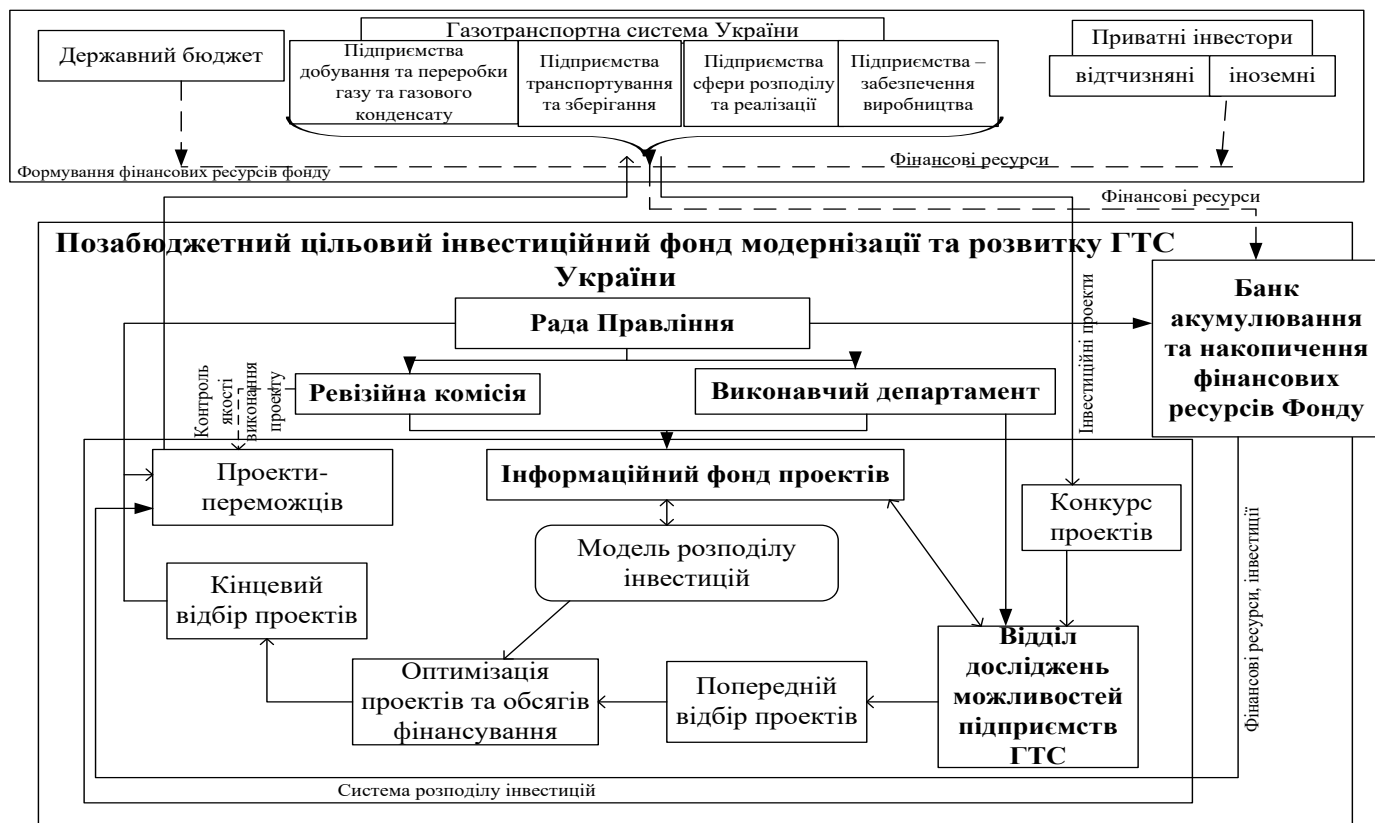 Газотранспортна система України
Державний бюджет
Підприємства
добування та переробки
газу та газового
конденсату
Підприємства
транспортування
та зберігання
Підприємства
сфери розподілу
та реалізації
Підприємства –
забезпечення
виробництва
Приватні інвестори
відтчизняні
іноземні
Фінансові ресурси
Формування фінансових ресурсів фонду
Фінансові ресурси
Позабюджетний цільовий інвестиційний фонд модернізації та розвитку ГТС
України
Банк
акумулювання
та накопичення
фінансових
ресурсів Фонду
Рада Правління
Інвестиційні проекти
Ревізійна комісія
Виконавчий департамент
Контроль
якості
виконання
проекту
Проекти-
переможців
Інформаційний фонд проектів
Конкурс
проектів
Модель розподілу
інвестицій
Фінансові ресурси, інвестиції
Кінцевий
відбір проектів
Оптимізація
проектів та обсягів
фінансування
Попередній
відбір проектів
Відділ
досліджень
можливостей
підприємств
ГТС
Система розподілу інвестицій